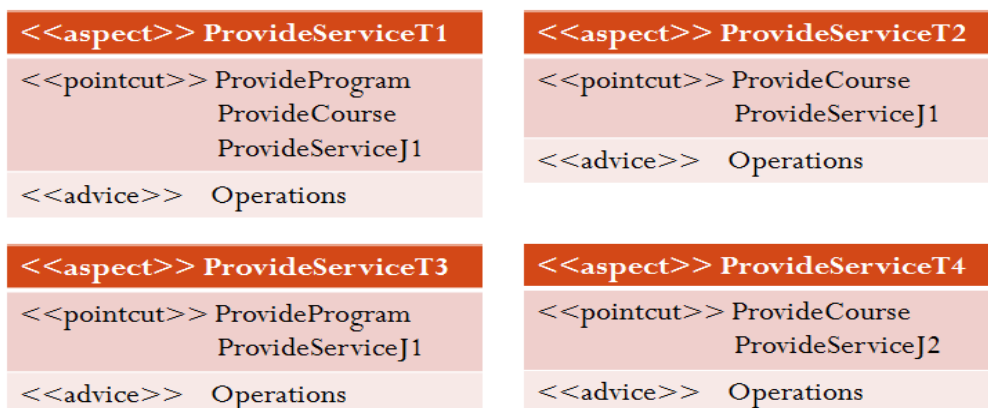 <<aspect>> ProvideServiceT1
<<pointcut>> ProvideProgram
ProvideCourse
ProvideServiceJ1
<<advice>> Operations
<<aspect>> ProvideServiceT2
<<pointcut>> ProvideCourse
ProvideServiceJ1
<<advice>> Operations
<<aspect>> ProvideServiceT3
<<pointcut>> ProvideProgram
ProvideServiceJ1
<<advice>> Operations
<<aspect>> ProvideServiceT4
<<pointcut>> ProvideCourse
ProvideServiceJ2
<<advice>> Operations